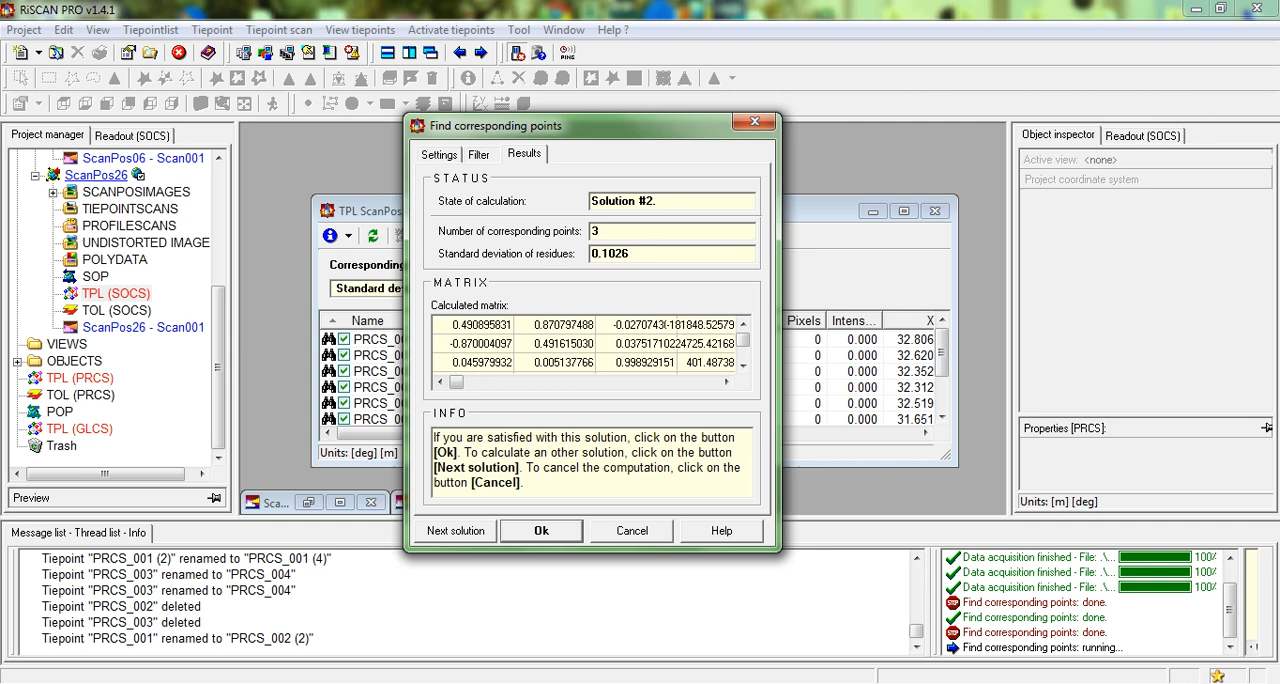 RiSCAN PRO v1.4.1
Project Edit View Tiepointlist Tiepoint Tiepoint scan View tiepoints Activate tiepoints Tool Window Help ?
Project manager Readout (SOCS)
ScanPos06 - Scan001
ScanPos26
SCANPOSIMAGES
TIEPOINTSCANS
PROFILESCANS
UNDISTORTED IMAGE
POLYDATA
SOP
TPL (SOCS)
TOL (SOCS)
ScanPos26 - Scan001
VIEWS
OBJECTS
TPL (PRCS)
TOL (PRCS)
POP
TPL (GLCS)
Trash
Preview
TPL ScanPos
Corresponding
Standard de
Name Pixels Intens... X
PRCS_00 0 0.000 32.806
PRCS_00 0 0.000 32.620
PRCS_00 0 0.000 32.352
PRCS_00 0 0.000 32.312
PRCS_00 0 0.000 32.519
PRCS_00 0 0.000 31.651
Units: [m] [deg]
Sca...
Find corresponding points
Settings Filter Results
STATUS
State of calculation: Solution #2.
Number of corresponding points: 3
Standard deviation of residues: 0.1026
MATRIX
Calculated matrix:
0.490895831 0.870797488 -0.0270743(-181848.52579
-0.870004097 0.491615030 0.03751710224725.42168
0.045979932 0.005137766 0.998929151 401.48738
INFO
If you are satisfied with this solution, click on the button
[Ok]. To calculate an other solution, click on the button
[Next solution]. To cancel the computation, click on the
button [Cancel].
Next solution Ok Cancel Help
Object inspector Readout (SOCS)
Active view: <none>
Project coordinate system
Properties [PRCS]:
Units: [m] [deg]
Message list - Thread list - Info
Tiepoint "PRCS_001 (2)" renamed to "PRCS_001 (4)"
Tiepoint "PRCS_003" renamed to "PRCS_004"
Tiepoint "PRCS_003" renamed to "PRCS_004"
Tiepoint "PRCS_002" deleted
Tiepoint "PRCS_003" deleted
Tiepoint "PRCS_001" renamed to "PRCS_002 (2)"
Data acquisition finished - File: .\... 100%
Data acquisition finished - File: .\... 100%
Data acquisition finished - File: .\... 100%
Find corresponding points: done.
Find corresponding points: done.
Find corresponding points: done.
Find corresponding points: running...